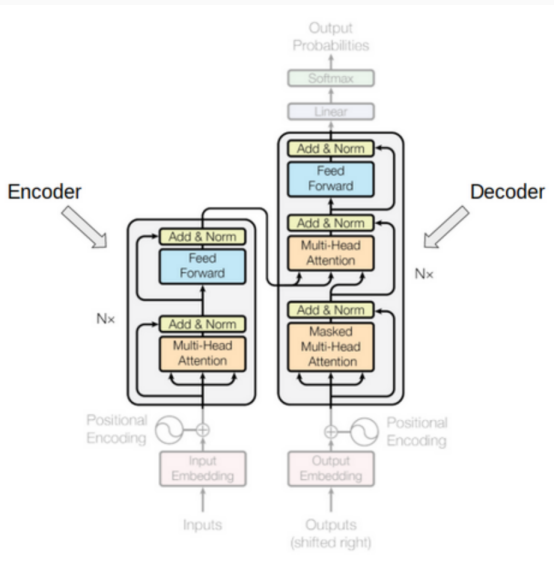 Output
Probabilities
Softmax
Linear
Add & Norm
Feed
Forward
Add & Norm
Multi-Head
Attention
Add & Norm
Masked
Multi-Head
Attention
Nx
Decoder
Encoder
Add & Norm
Feed
Forward
Add & Norm
Multi-Head
Attention
Nx
Positional
Encoding
Input
Embedding
Inputs
Positional
Encoding
Output
Embedding
Outputs
(shifted right)